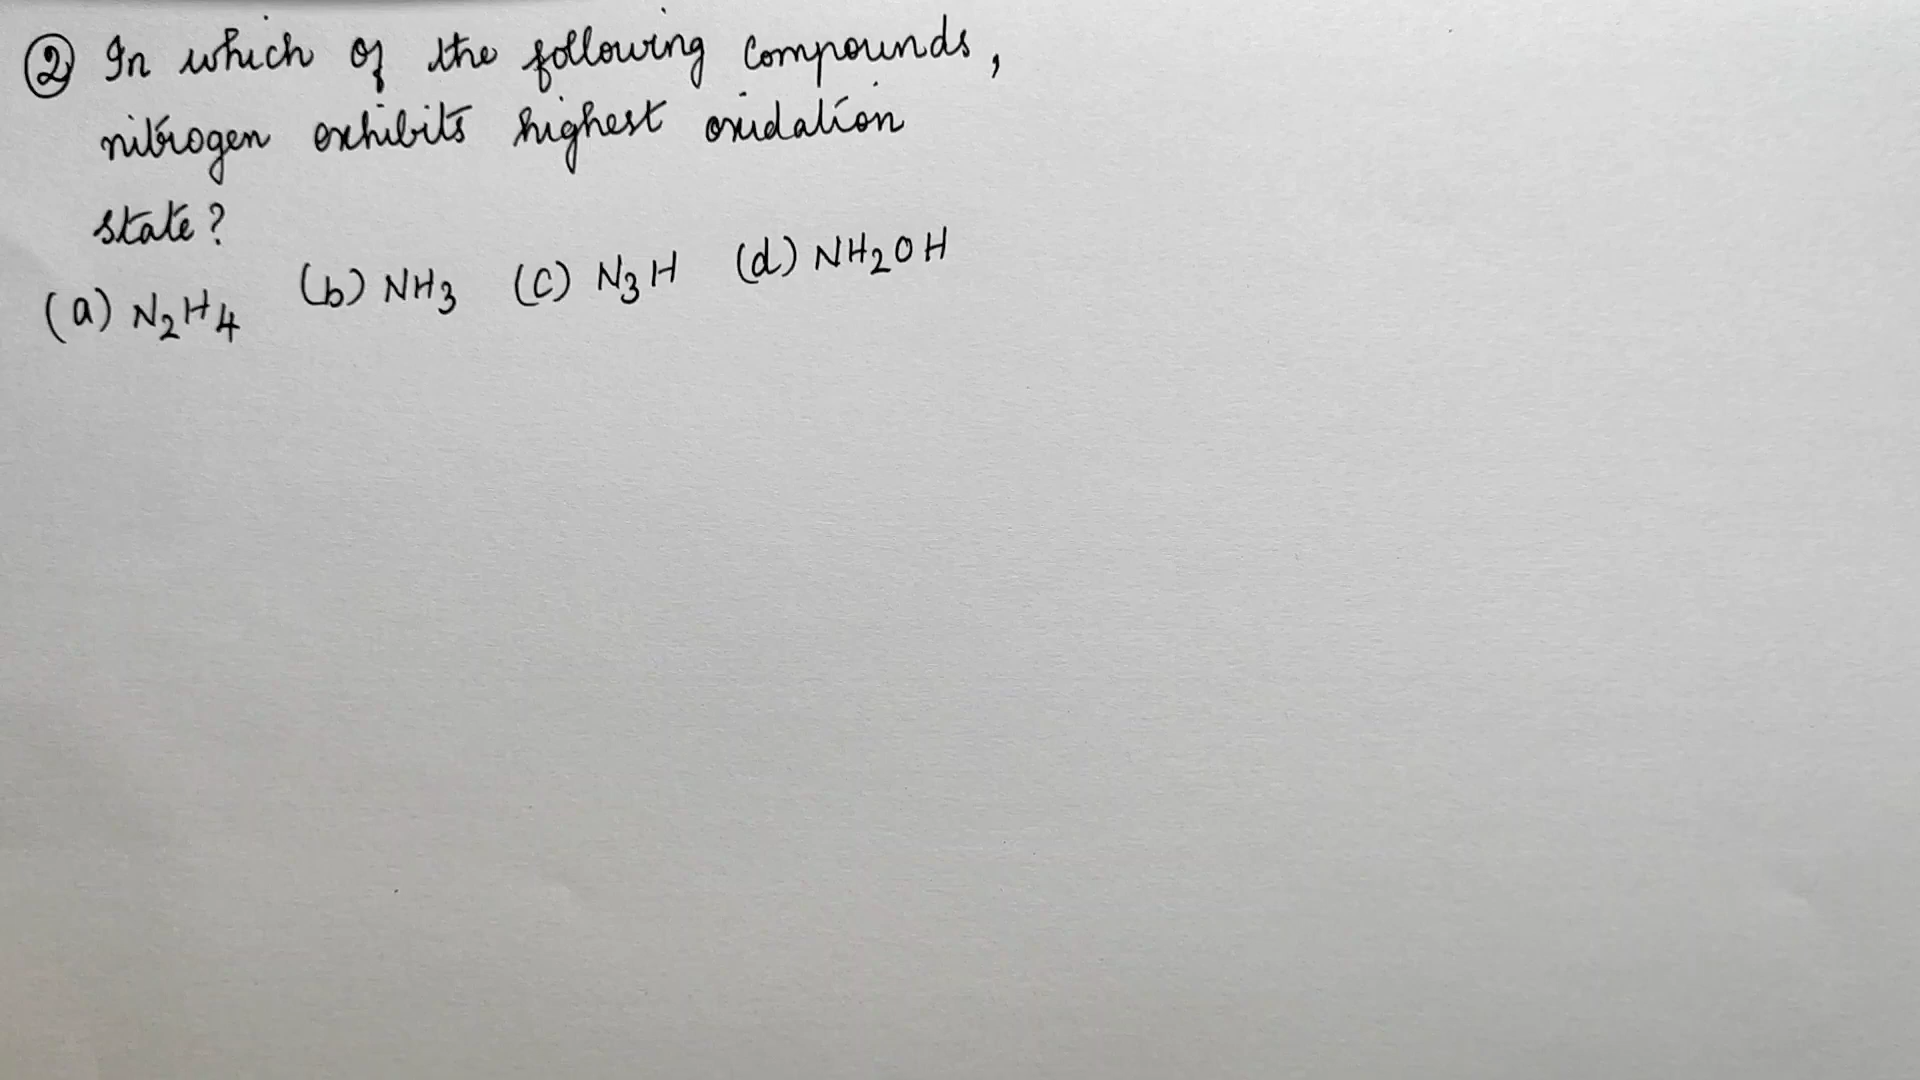 ② In which of the following compounds,
nitrogen exhibits highest oxidation
state?
(a) N₂H₄ (b) NH₃ (c) N₃H (d) NH₂OH